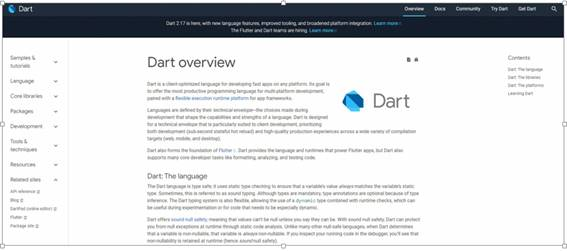 Dart
Overview Docs Community Try Dart Get Dart
Dart 2.17 is here, with new language features, improved tooling, and broadened platform integration. Learn more
The Flutter and Dart teams are hiring. Learn more
Samples & tutorials
Language
Core libraries
Packages
Development
Tools & techniques
Resources
Related sites
API reference
Blog
DartPad (online editor)
Flutter
Package site
Dart overview
Dart is a client-optimized language for developing fast apps on any platform. Its goal is
to offer the most productive programming language for multi-platform development,
paired with a flexible execution runtime platform for app frameworks.
Languages are defined by their technical envelope—the choices made during
development that shape the capabilities and strengths of a language. Dart is designed
for a technical envelope that is particularly suited to client development, prioritizing
both development (sub-second stateful hot reload) and high-quality production experiences across a wide variety of compilation
targets (web, mobile, and desktop).
Dart also forms the foundation of Flutter. Dart provides the language and runtimes that power Flutter apps, but Dart also
supports many core developer tasks like formatting, analyzing, and testing code.
Dart: The language
The Dart language is type safe; it uses static type checking to ensure that a variable's value always matches the variable's static
type. Sometimes, this is referred to as sound typing. Although types are mandatory, type annotations are optional because of type
inference. The Dart typing system is also flexible, allowing the use of a dynamic type combined with runtime checks, which can
be useful during experimentation or for code that needs to be especially dynamic.
Dart offers sound null safety, meaning that values can't be null unless you say they can be. With sound null safety, Dart can protect
you from null exceptions at runtime through static code analysis. Unlike many other null-safe languages, when Dart determines
that a variable is non-nullable, that variable is always non-nullable. If you inspect your running code in the debugger, you'll see that
non-nullability is retained at runtime (hence sound null safety).
Dart
Contents
Dart: The language
Dart: The libraries
Dart: The platforms
Learning Dart